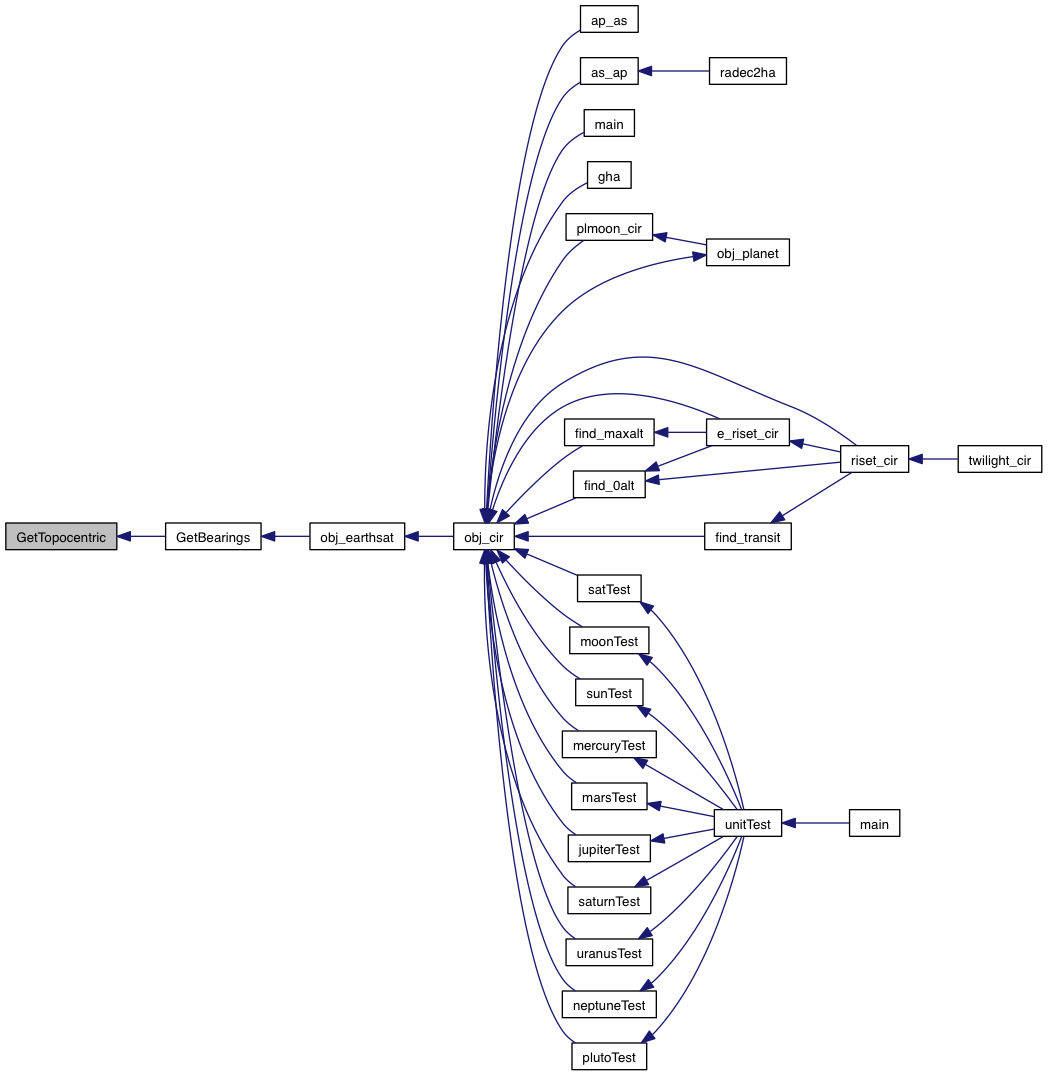 ap_as
as_ap
radec2ha
main
gha
plmoon_cir
obj_planet
find_maxalt
e_riset_cir
riset_cir
twilight_cir
find_0alt
GetTopocentric
GetBearings
obj_earthsat
obj_cir
find_transit
satTest
moonTest
sunTest
mercuryTest
marsTest
unitTest
main
jupiterTest
saturnTest
uranusTest
neptuneTest
plutoTest